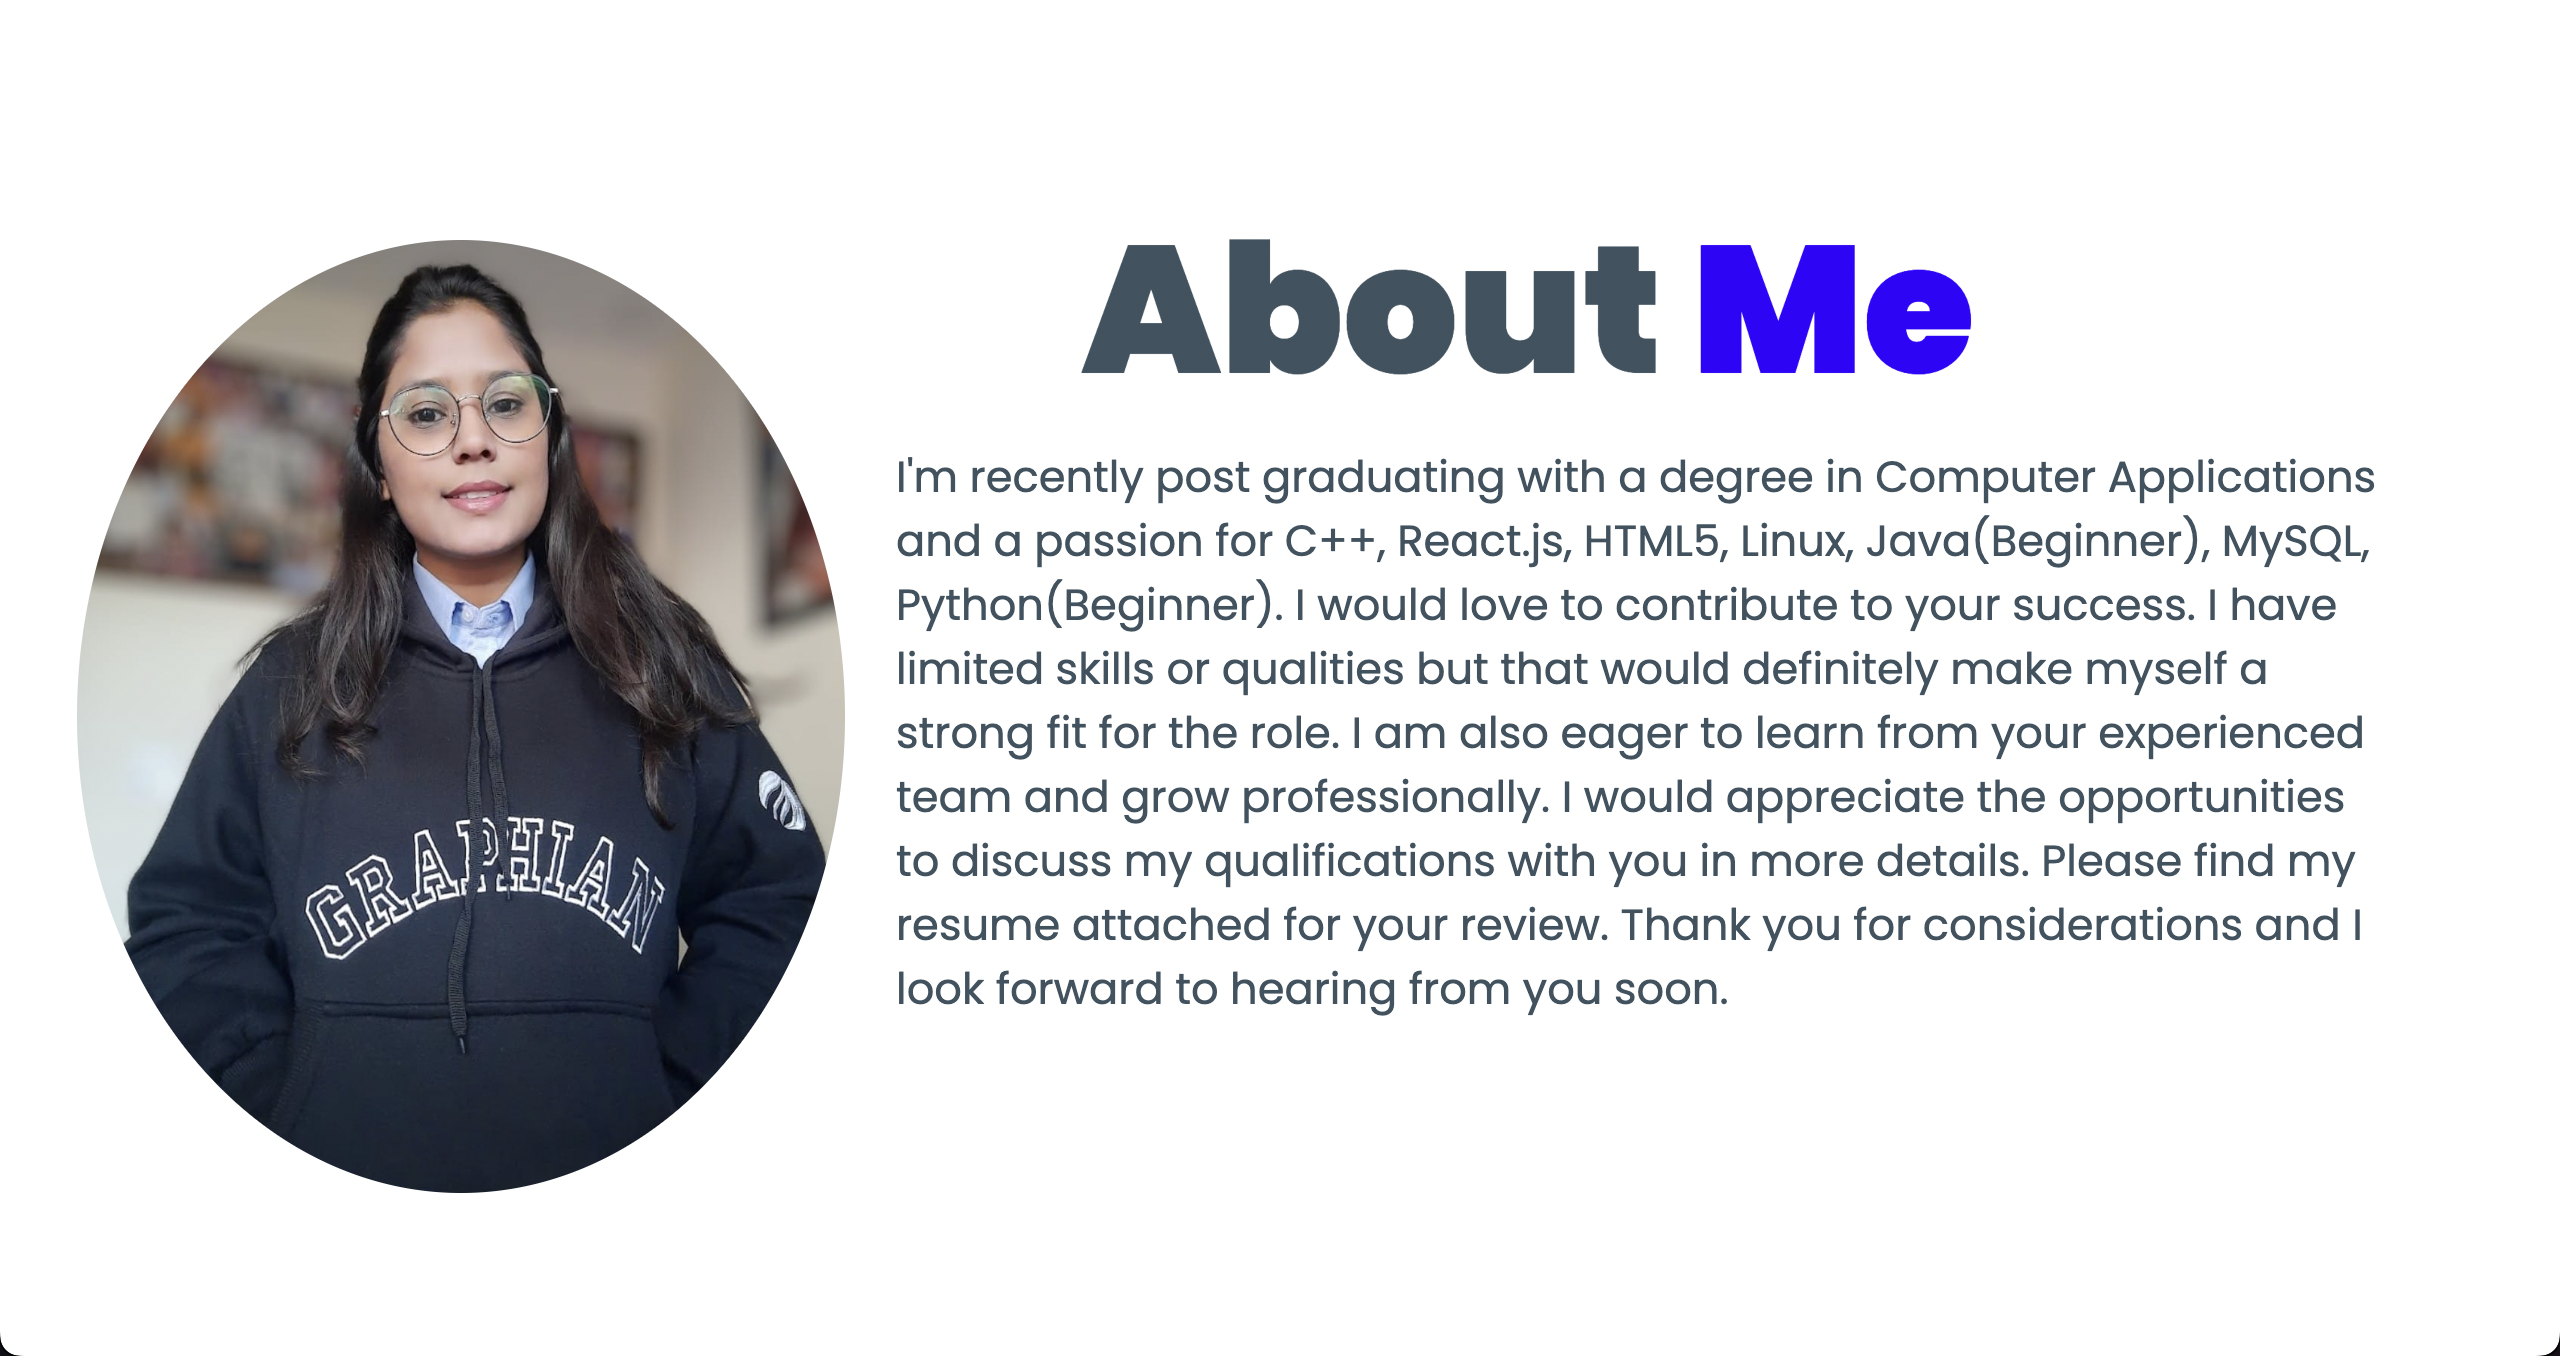 About Me
I'm recently post graduating with a degree in Computer Applications
and a passion for C++, React.js, HTML5, Linux, Java(Beginner), MySQL,
Python(Beginner). I would love to contribute to your success. I have
limited skills or qualities but that would definitely make myself a
strong fit for the role. I am also eager to learn from your experienced
team and grow professionally. I would appreciate the opportunities
to discuss my qualifications with you in more details. Please find my
resume attached for your review. Thank you for considerations and I
look forward to hearing from you soon.
GRAPHIAN